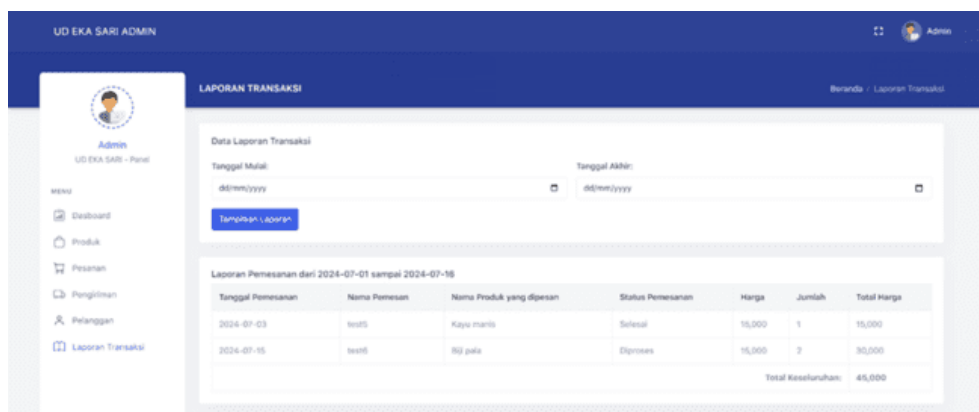 UD EKA SARI ADMIN
Admin
LAPORAN TRANSAKSI
Beranda / Laporan Transaksi
Admin
UD EKA SARI - Panel
MENU
Dasboard
Produk
Pesanan
Pengiriman
Pelanggan
Laporan Transaksi
Data Laporan Transaksi
Tanggal Mulai: Tanggal Akhir:
dd/mm/yyyy dd/mm/yyyy
Tampilkan Laporan
Laporan Pemesanan dari 2024-07-01 sampai 2024-07-16
Tanggal Pemesanan Nama Pemesan Nama Produk yang dipesan Status Pemesanan Harga Jumlah Total Harga
2024-07-03 test5 Kayu manis Selesai 15,000 1 15,000
2024-07-15 test6 Biji pala Diproses 15,000 2 30,000
Total Keseluruhan: 45,000